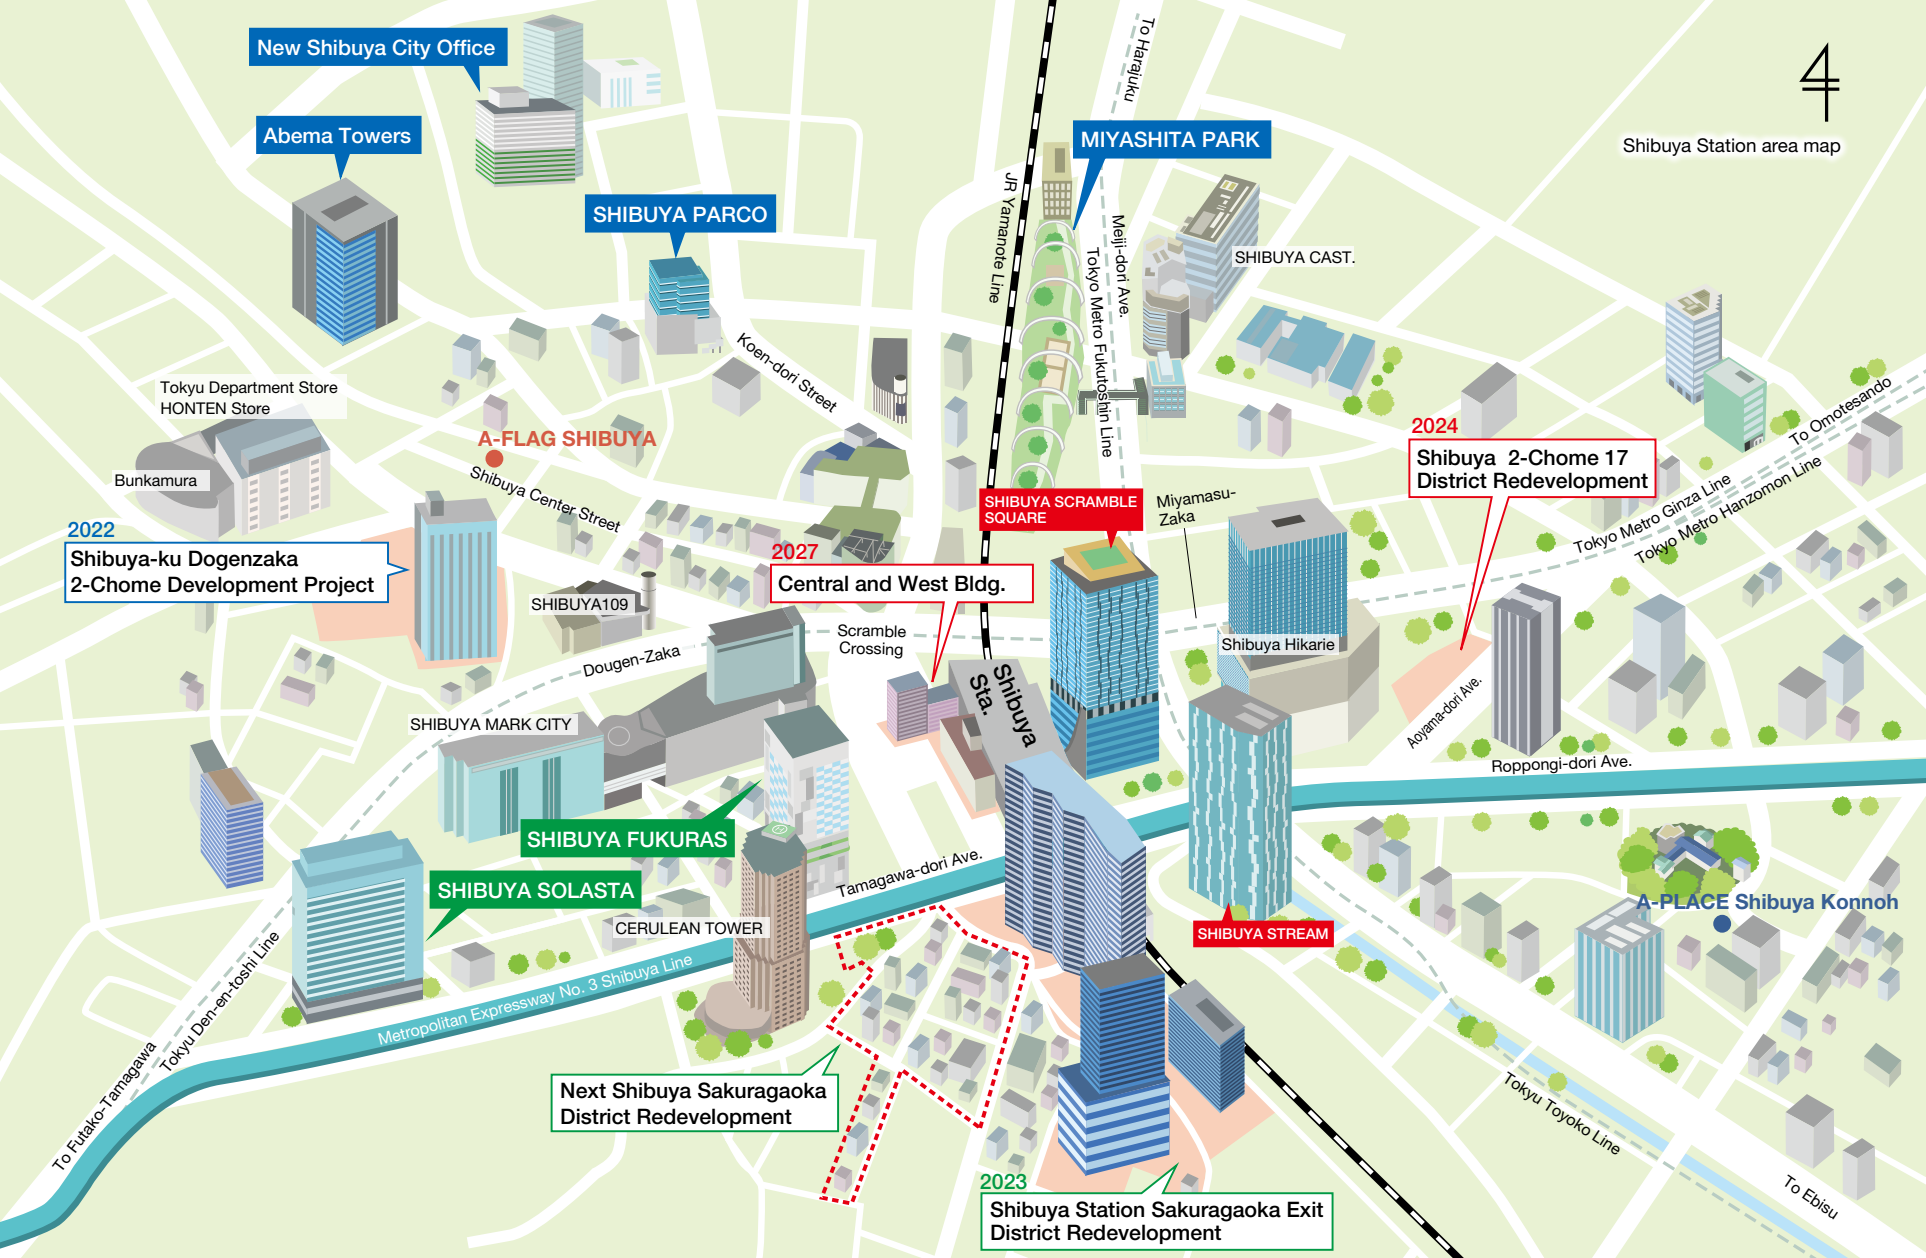 New Shibuya City Office
Abema Towers
SHIBUYA PARCO
MIYASHITA PARK
To Harajuku
Shibuya Station area map
JR Yamanote Line
Meiji-dori Ave.
Tokyo Metro Fukutoshin Line
SHIBUYA CAST.
Koen-dori Street
Tokyu Department Store
HONTEN Store
A-FLAG SHIBUYA
Bunkamura
Shibuya Center Street
2024
Shibuya 2-Chome 17
District Redevelopment
To Omotesando
Tokyo Metro Ginza Line
Tokyo Metro Hanzomon Line
SHIBUYA SCRAMBLE
SQUARE
Miyamasu-
Zaka
2022
Shibuya-ku Dogenzaka
2-Chome Development Project
2027
Central and West Bldg.
SHIBUYA109
Scramble
Crossing
Dougen-Zaka
Shibuya Hikarie
Shibuya
Sta.
Aoyama-dori Ave.
SHIBUYA MARK CITY
Roppongi-dori Ave.
SHIBUYA FUKURAS
Tamagawa-dori Ave.
SHIBUYA SOLASTA
CERULEAN TOWER
A-PLACE Shibuya Konnoh
SHIBUYA STREAM
Metropolitan Expressway No. 3 Shibuya Line
Tokyu Den-en-toshi Line
To Futako-Tamagawa
Next Shibuya Sakuragaoka
District Redevelopment
Tokyu Toyoko Line
To Ebisu
2023
Shibuya Station Sakuragaoka Exit
District Redevelopment